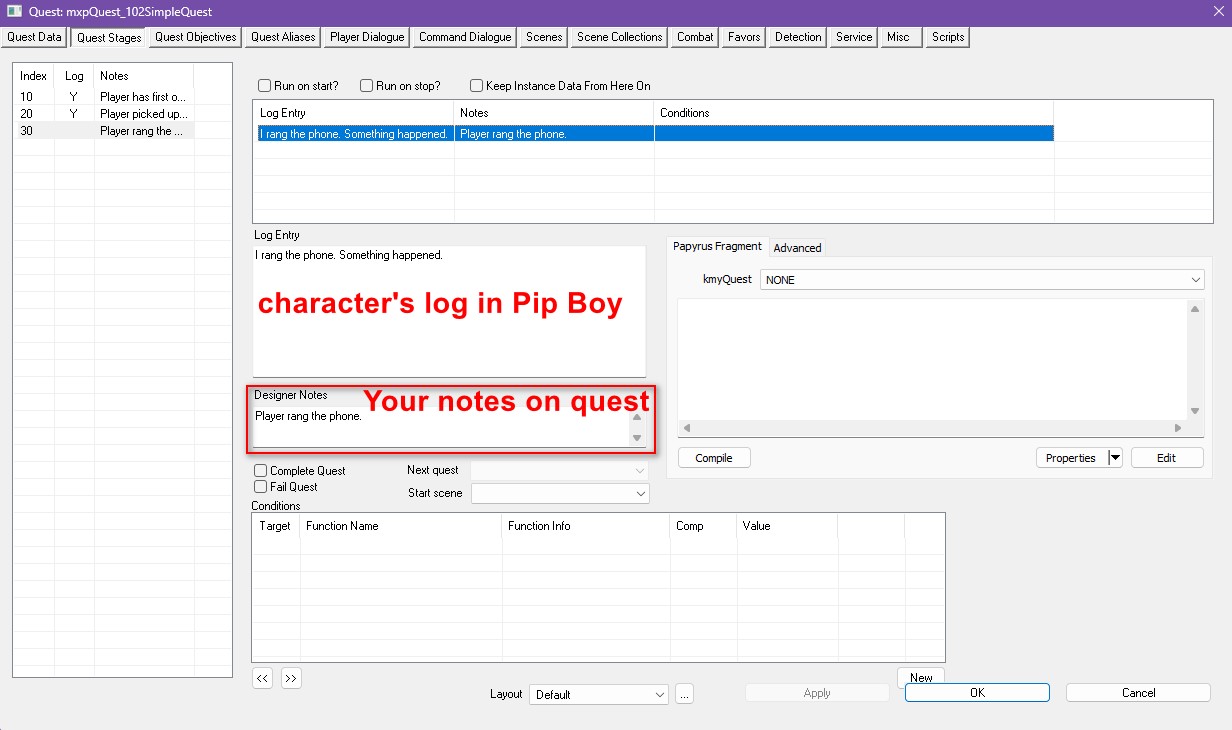 Quest: mxpQuest_102SimpleQuest
Quest Data Quest Stages Quest Objectives Quest Aliases Player Dialogue Command Dialogue Scenes Scene Collections Combat Favors Detection Service Misc Scripts
Index Log Notes
10 Y Player has first o...
20 Y Player picked up...
30 Player rang the ...
Run on start? Run on stop? Keep Instance Data From Here On
Log Entry Notes Conditions
I rang the phone. Something happened. Player rang the phone.
Log Entry
I rang the phone. Something happened.
character's log in Pip Boy
Designer Notes
Your notes on quest
Player rang the phone.
Papyrus Fragment Advanced
kmyQuest NONE
Compile Properties Edit
Complete Quest Next quest
Fail Quest Start scene
Conditions
Target Function Name Function Info Comp Value
<< >> New
Layout Default ... Apply OK Cancel